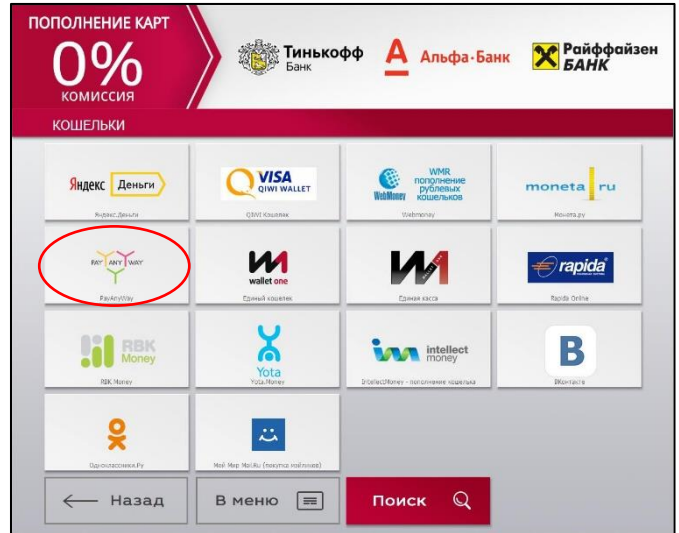 ПОПОЛНЕНИЕ КАРТ
0%
КОМИССИЯ
Тинькофф
Банк
А Альфа·Банк
Райффайзен
БАНК
КОШЕЛЬКИ
Яндекс Деньги
Яндекс.Деньги
VISA
QIWI WALLET
QIWI Кошелек
WebMoney
WMR
пополнение
рублевых
кошельков
Webmoney
moneta ru
Монета.ру
PAY ANY WAY
PayAnyWay
wallet one
Единый кошелек
WALLET ONE
Единая касса
rapida
Rapida Online
RBK
Money
RBK Money
Yota
Yota.Money
intellect
money
IntellectMoney - пополнение кошелька
В
ВКонтакте
Одноклассники.Ру
Мой Мир Mail.Ru (покупка мэйликов)
Назад
В меню
Поиск